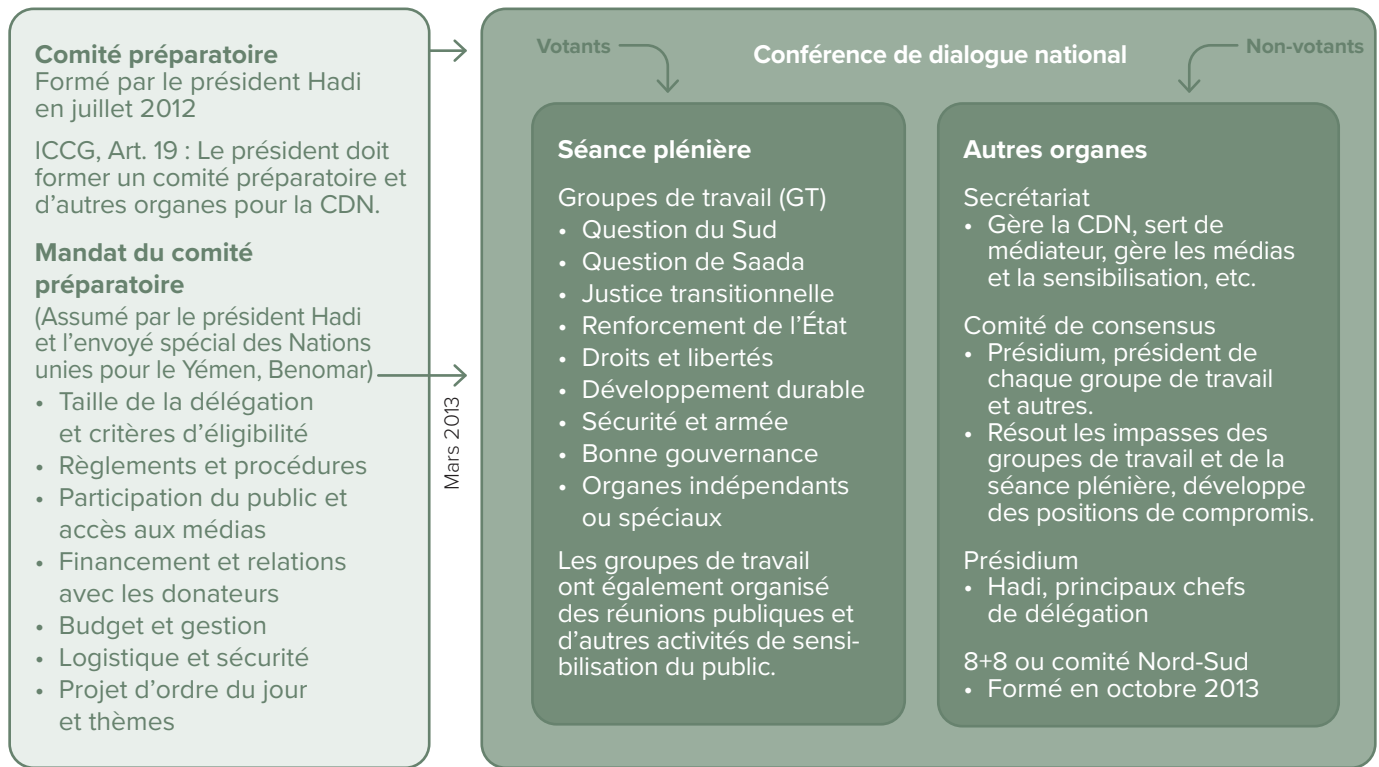 Comité préparatoire
Formé par le président Hadi
en juillet 2012
ICCG, Art. 19 : Le président doit
former un comité préparatoire et
d’autres organes pour la CDN.
Mandat du comité
préparatoire
(Assumé par le président Hadi
et l’envoyé spécial des Nations
unies pour le Yémen, Benomar)
• Taille de la délégation
et critères d’éligibilité
• Règlements et procédures
• Participation du public et
accès aux médias
• Financement et relations
avec les donateurs
• Budget et gestion
• Logistique et sécurité
• Projet d’ordre du jour
et thèmes
Mars 2013
Votants
Conférence de dialogue national
Non-votants
Séance plénière
Groupes de travail (GT)
• Question du Sud
• Question de Saada
• Justice transitionnelle
• Renforcement de l’État
• Droits et libertés
• Développement durable
• Sécurité et armée
• Bonne gouvernance
• Organes indépendants
ou spéciaux
Les groupes de travail
ont également organisé
des réunions publiques et
d’autres activités de sensi-
bilisation du public.
Autres organes
Secrétariat
• Gère la CDN, sert de
médiateur, gère les médias
et la sensibilisation, etc.
Comité de consensus
• Présidium, président de
chaque groupe de travail
et autres.
• Résout les impasses des
groupes de travail et de la
séance plénière, développe
des positions de compromis.
Présidium
• Hadi, principaux chefs
de délégation
8+8 ou comité Nord-Sud
• Formé en octobre 2013